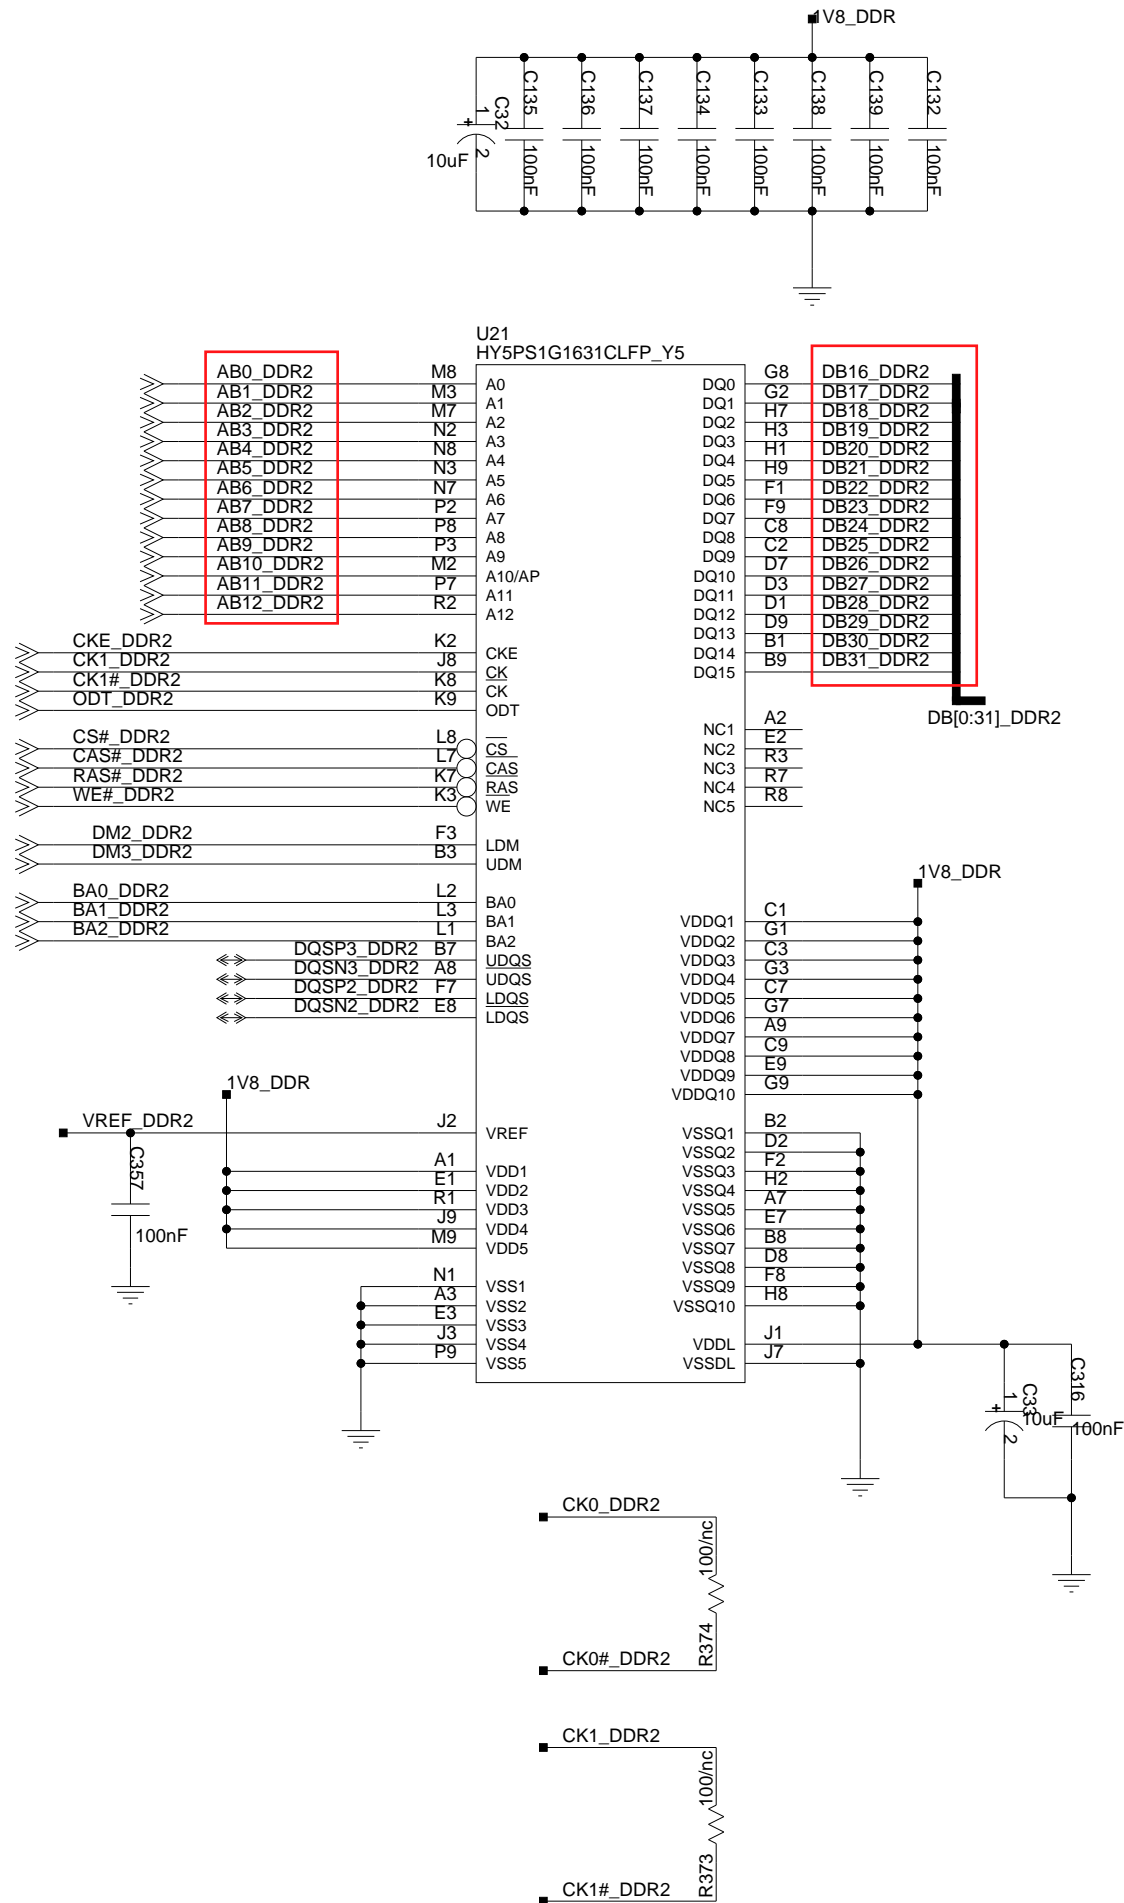 1V8_DDR
C32
1
2
10uF
C135
100nF
C136
100nF
C137
100nF
C134
100nF
C133
100nF
C138
100nF
C139
100nF
C132
100nF
U21
HY5PS1G1631CLFP_Y5
AB0_DDR2 M8 A0
AB1_DDR2 M3 A1
AB2_DDR2 M7 A2
AB3_DDR2 N2 A3
AB4_DDR2 N8 A4
AB5_DDR2 N3 A5
AB6_DDR2 N7 A6
AB7_DDR2 P2 A7
AB8_DDR2 P8 A8
AB9_DDR2 P3 A9
AB10_DDR2 M2 A10/AP
AB11_DDR2 P7 A11
AB12_DDR2 R2 A12
CKE_DDR2 K2 CKE
CK1_DDR2 J8 CK
CK1#_DDR2 K8 CK
ODT_DDR2 K9 ODT
CS#_DDR2 L8 CS
CAS#_DDR2 L7 CAS
RAS#_DDR2 K7 RAS
WE#_DDR2 K3 WE
DM2_DDR2 F3 LDM
DM3_DDR2 B3 UDM
BA0_DDR2 L2 BA0
BA1_DDR2 L3 BA1
BA2_DDR2 L1 BA2
DQSP3_DDR2 B7 UDQS
DQSN3_DDR2 A8 UDQS
DQSP2_DDR2 F7 LDQS
DQSN2_DDR2 E8 LDQS
1V8_DDR
VREF_DDR2 J2 VREF
C357
100nF
A1 VDD1
E1 VDD2
R1 VDD3
J9 VDD4
M9 VDD5
N1 VSS1
A3 VSS2
E3 VSS3
J3 VSS4
P9 VSS5
DQ0 G8 DB16_DDR2
DQ1 G2 DB17_DDR2
DQ2 H7 DB18_DDR2
DQ3 H3 DB19_DDR2
DQ4 H1 DB20_DDR2
DQ5 H9 DB21_DDR2
DQ6 F1 DB22_DDR2
DQ7 F9 DB23_DDR2
DQ8 C8 DB24_DDR2
DQ9 C2 DB25_DDR2
DQ10 D7 DB26_DDR2
DQ11 D3 DB27_DDR2
DQ12 D1 DB28_DDR2
DQ13 D9 DB29_DDR2
DQ14 B1 DB30_DDR2
DQ15 B9 DB31_DDR2
DB[0:31]_DDR2
NC1 A2
NC2 E2
NC3 R3
NC4 R7
NC5 R8
1V8_DDR
VDDQ1 C1
VDDQ2 G1
VDDQ3 C3
VDDQ4 G3
VDDQ5 C7
VDDQ6 G7
VDDQ7 A9
VDDQ8 C9
VDDQ9 E9
VDDQ10 G9
VSSQ1 B2
VSSQ2 D2
VSSQ3 F2
VSSQ4 H2
VSSQ5 A7
VSSQ6 E7
VSSQ7 B8
VSSQ8 D8
VSSQ9 F8
VSSQ10 H8
VDDL J1
VSSDL J7
C33
1
2
10uF
C316
100nF
CK0_DDR2
100/nc
R374
CK0#_DDR2
CK1_DDR2
100/nc
R373
CK1#_DDR2